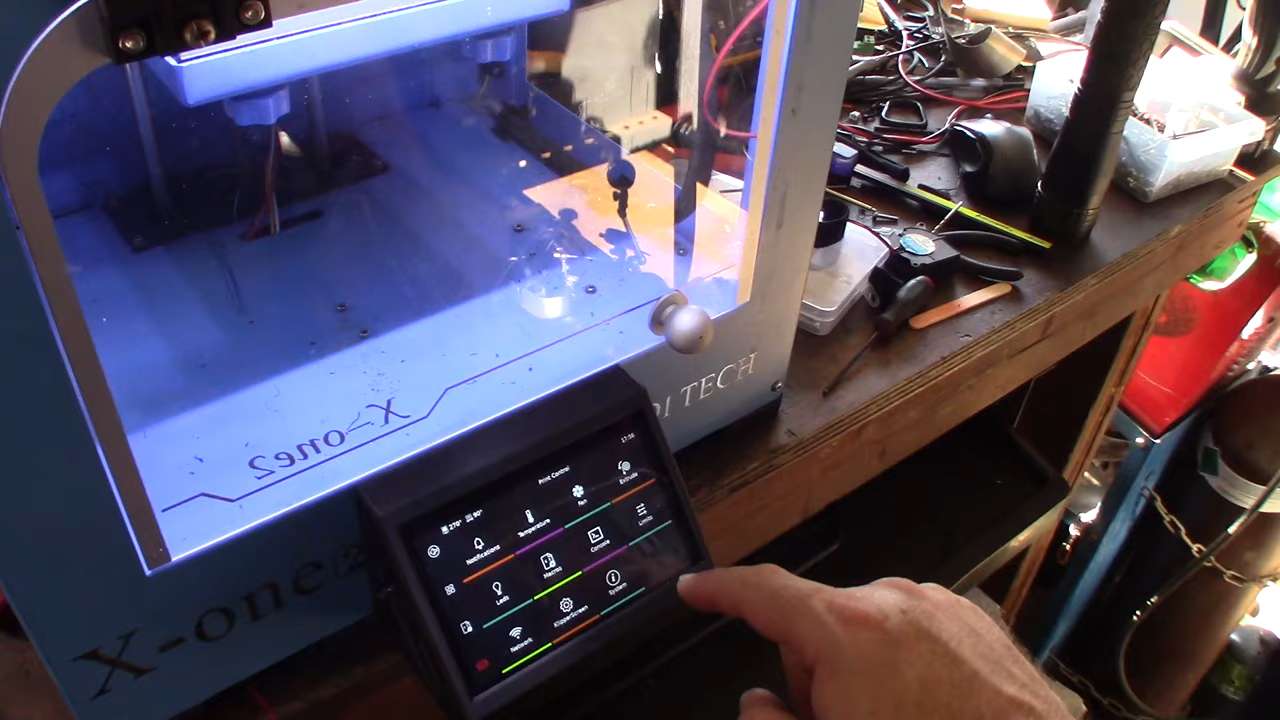 X-one2
DI TECH
X-one2
17:56
Print Control
270° 90°
Notifications
Temperature
Fan
Extrude
Leds
Macros
Console
Limits
Network
KlipperScreen
System